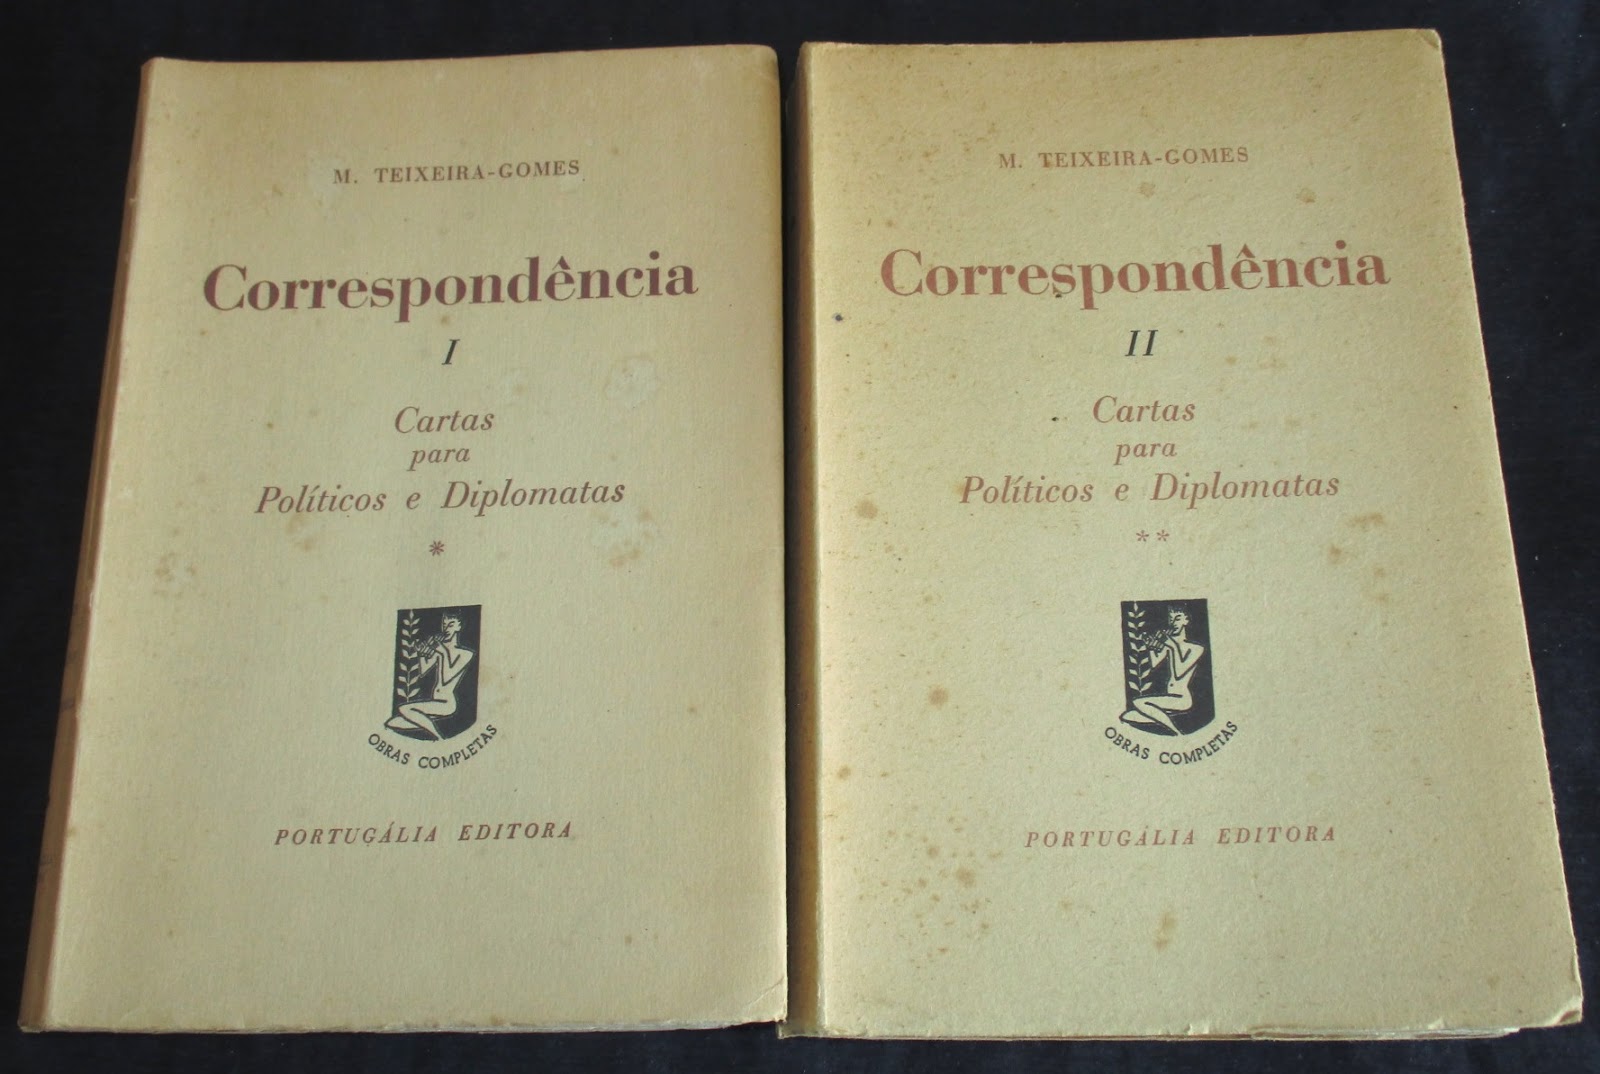 M. TEIXEIRA-GOMES
Correspondência
I
Cartas
para
Políticos e Diplomatas
*
OBRAS COMPLETAS
PORTUGÁLIA EDITORA
M. TEIXEIRA-GOMES
Correspondência
II
Cartas
para
Políticos e Diplomatas
**
OBRAS COMPLETAS
PORTUGÁLIA EDITORA